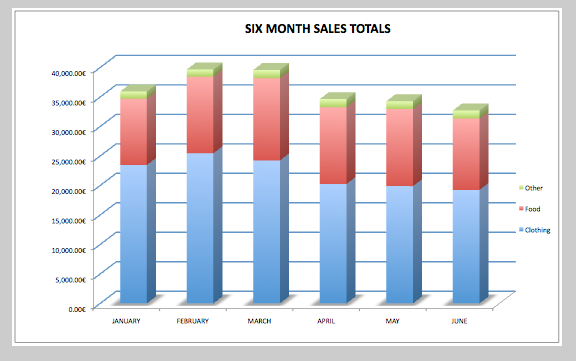 SIX MONTH SALES TOTALS
40,000.00€
35,000.00€
30,000.00€
25,000.00€
20,000.00€
15,000.00€
10,000.00€
5,000.00€
0.00€
JANUARY FEBRUARY MARCH APRIL MAY JUNE
Other
Food
Clothing